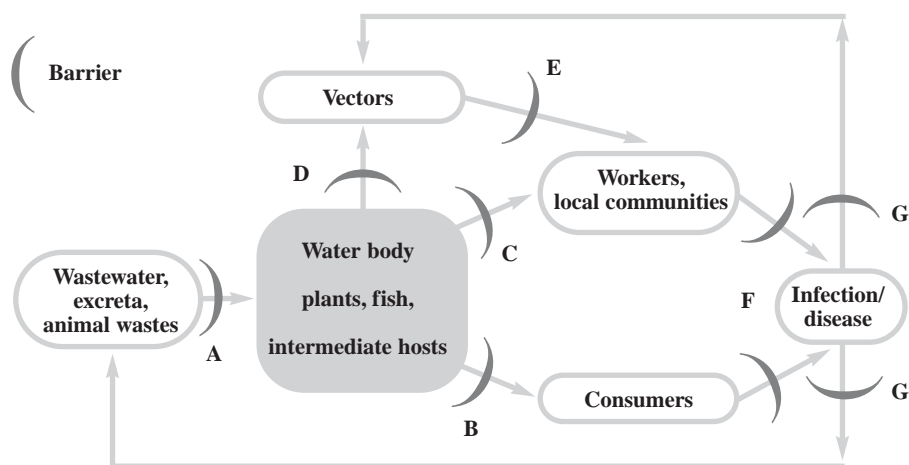 Barrier
E
Vectors
D
Workers,
local communities
G
C
Water body
plants, fish,
intermediate hosts
Wastewater,
excreta,
animal wastes
A
F
Infection/
disease
B
Consumers
G